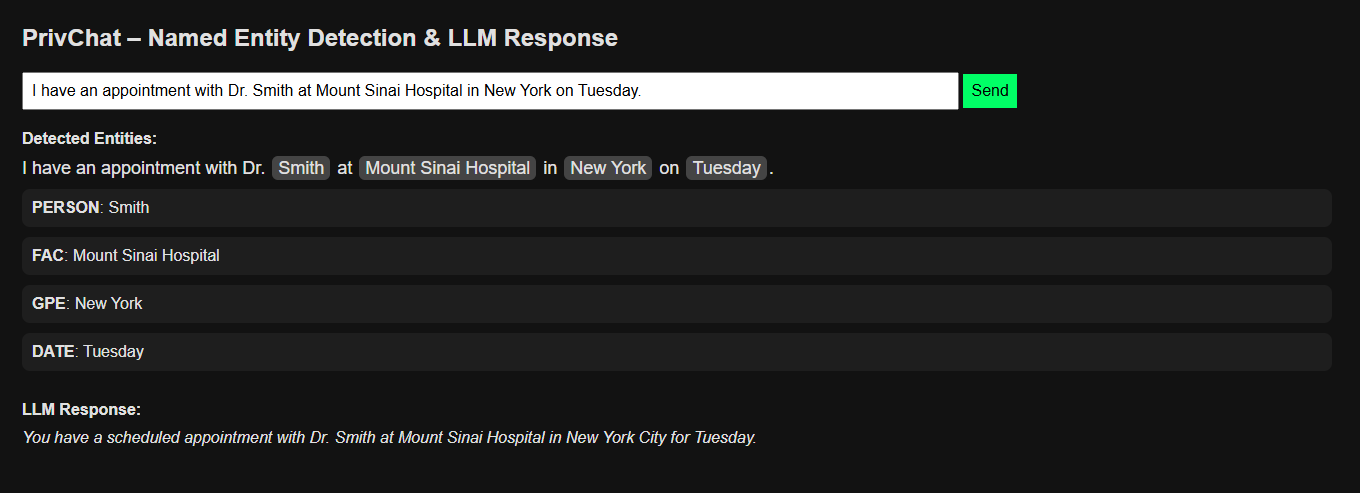 PrivChat – Named Entity Detection & LLM Response
I have an appointment with Dr. Smith at Mount Sinai Hospital in New York on Tuesday. Send
Detected Entities:
I have an appointment with Dr. Smith at Mount Sinai Hospital in New York on Tuesday.
PERSON: Smith
FAC: Mount Sinai Hospital
GPE: New York
DATE: Tuesday
LLM Response:
You have a scheduled appointment with Dr. Smith at Mount Sinai Hospital in New York City for Tuesday.